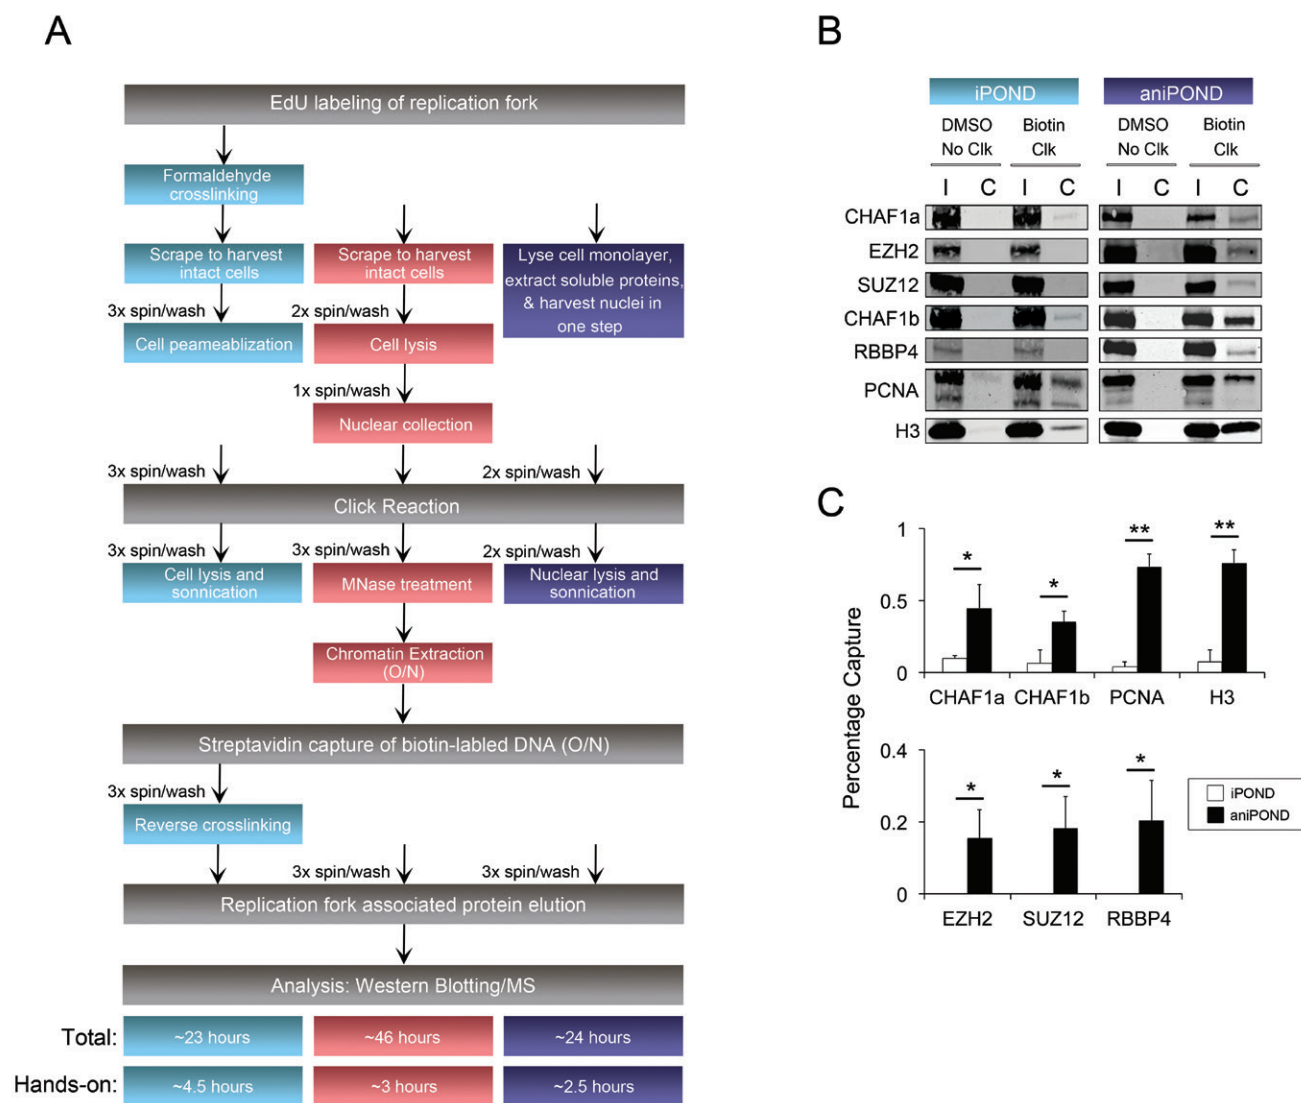 A
EdU labeling of replication fork
Formaldehyde
crosslinking
Scrape to harvest
intact cells
Scrape to harvest
intact cells
Lyse cell monolayer,
extract soluble proteins,
& harvest nuclei in
one step
3x spin/wash
2x spin/wash
Cell peameablization
Cell lysis
1x spin/wash
Nuclear collection
3x spin/wash
2x spin/wash
Click Reaction
3x spin/wash
3x spin/wash
2x spin/wash
Cell lysis and
sonnication
MNase treatment
Nuclear lysis and
sonnication
Chromatin Extraction
(O/N)
Streptavidin capture of biotin-labled DNA (O/N)
3x spin/wash
Reverse crosslinking
3x spin/wash
3x spin/wash
Replication fork associated protein elution
Analysis: Western Blotting/MS
Total:
~23 hours
~46 hours
~24 hours
Hands-on:
~4.5 hours
~3 hours
~2.5 hours
B
iPOND
aniPOND
DMSO
No Clk
Biotin
Clk
DMSO
No Clk
Biotin
Clk
I C I C I C I C
CHAF1a
EZH2
SUZ12
CHAF1b
RBBP4
PCNA
H3
C
Percentage Capture
1
0.5
0
* * ** **
CHAF1a CHAF1b PCNA H3
0.4
0.2
0
* * *
EZH2 SUZ12 RBBP4
iPOND
aniPOND